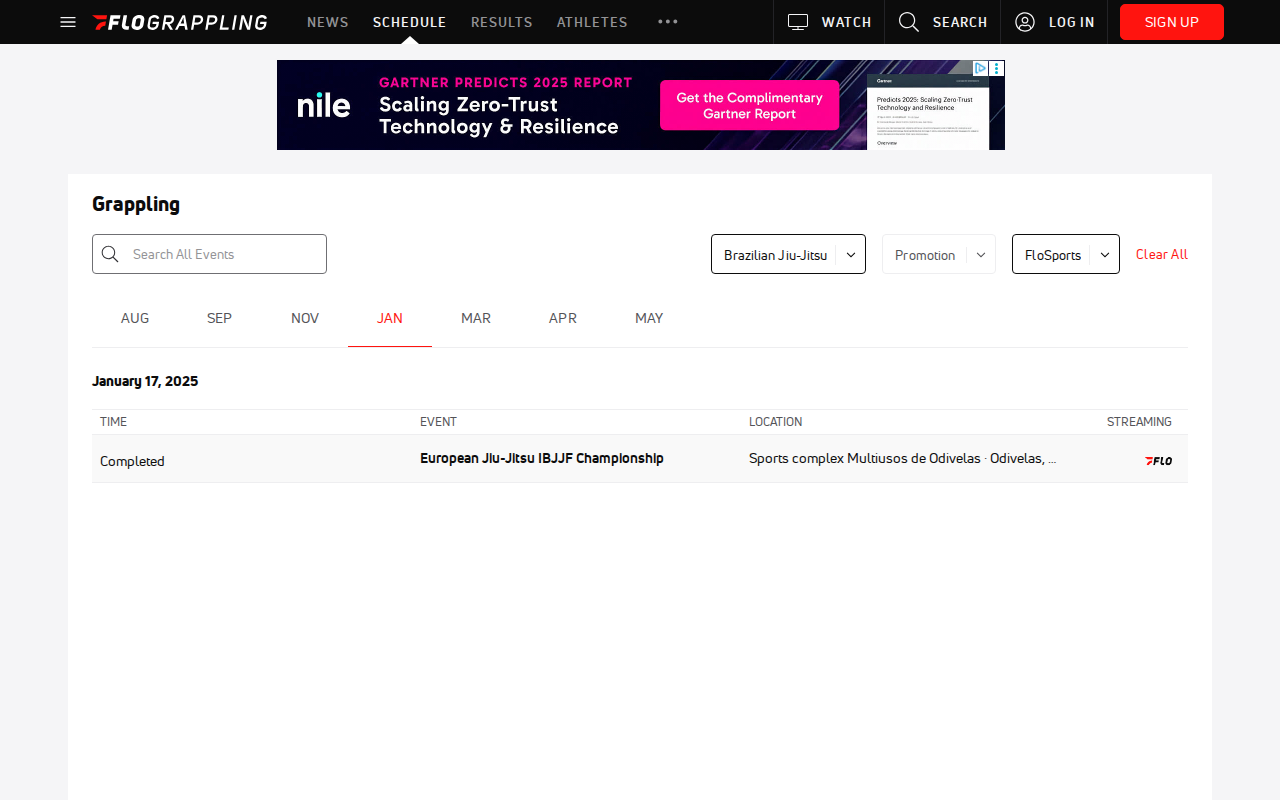 FLOGRAPPLING
NEWS
SCHEDULE
RESULTS
ATHLETES
WATCH
SEARCH
LOG IN
SIGN UP
nile
GARTNER PREDICTS 2025 REPORT
Scaling Zero-Trust
Technology & Resilience
Get the Complimentary
Gartner Report
Gartner
Predicts 2025: Scaling Zero-Trust
Technology and Resilience
Overview
Grappling
Search All Events
Brazilian Jiu-Jitsu
Promotion
FloSports
Clear All
AUG
SEP
NOV
JAN
MAR
APR
MAY
January 17, 2025
TIME
EVENT
LOCATION
STREAMING
Completed
European Jiu-Jitsu IBJJF Championship
Sports complex Multiusos de Odivelas · Odivelas, ...
FLO